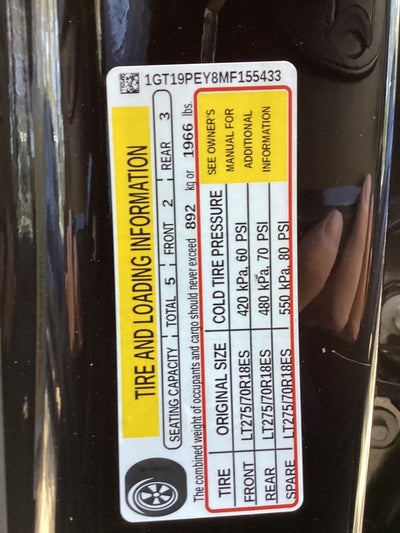 1GT19PEY8MF155433
TIRE AND LOADING INFORMATION
SEATING CAPACITY TOTAL 5 FRONT 2 REAR 3
The combined weight of occupants and cargo should never exceed 892 kg or 1966 lbs.
TIRE ORIGINAL SIZE COLD TIRE PRESSURE
FRONT LT275/70R18ES 420 kPa, 60 PSI
REAR LT275/70R18ES 480 kPa, 70 PSI
SPARE LT275/70R18ES 550 kPa, 80 PSI
SEE OWNER'S
MANUAL FOR
ADDITIONAL
INFORMATION